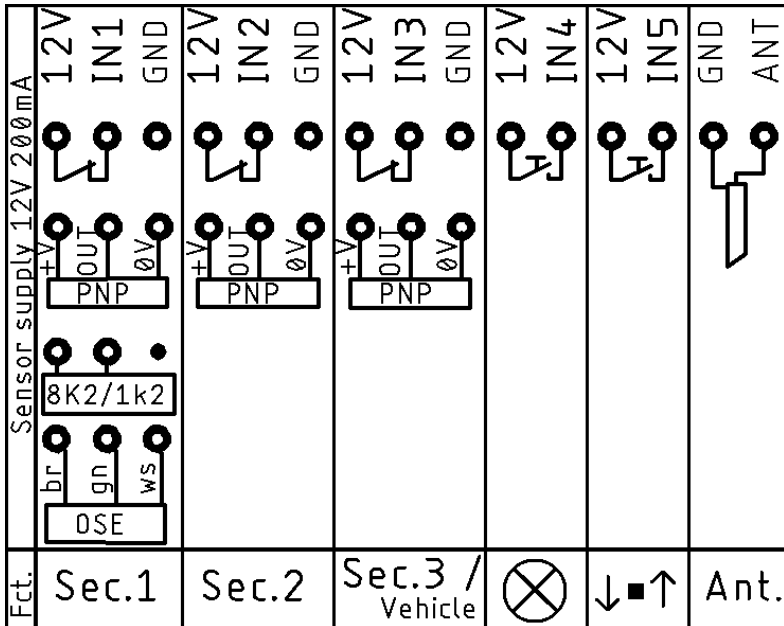 Sensor supply 12V 200mA
12V IN1 GND
12V IN2 GND
12V IN3 GND
12V IN4
12V IN5
GND ANT
+V OUT 0V
PNP
+V OUT 0V
PNP
+V OUT 0V
PNP
8K2/1k2
br gn ws
OSE
Fct.
Sec.1
Sec.2
Sec.3 /
Vehicle
↓■↑
Ant.